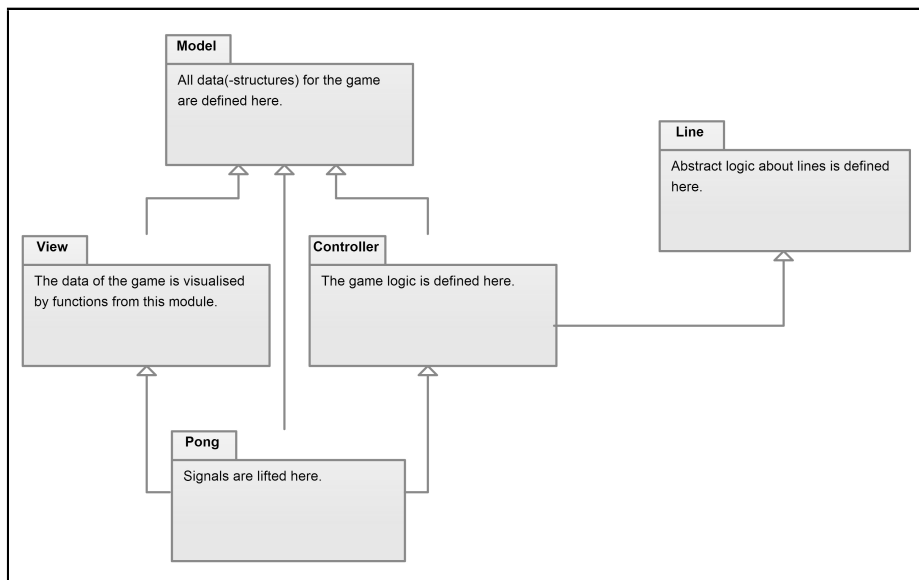 Model
All data(-structures) for the game
are defined here.
Line
Abstract logic about lines is defined
here.
View
The data of the game is visualised
by functions from this module.
Controller
The game logic is defined here.
Pong
Signals are lifted here.